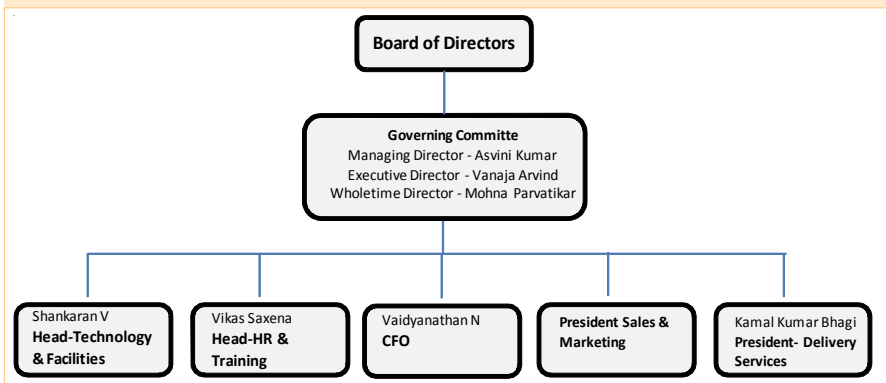 Board of Directors
Governing Committe
Managing Director - Asvini Kumar
Executive Director - Vanaja Arvind
Wholetime Director - Mohna Parvatikar
Shankaran V
Head-Technology
& Facilities
Vikas Saxena
Head-HR &
Training
Vaidyanathan N
CFO
President Sales &
Marketing
Kamal Kumar Bhagi
President- Delivery
Services